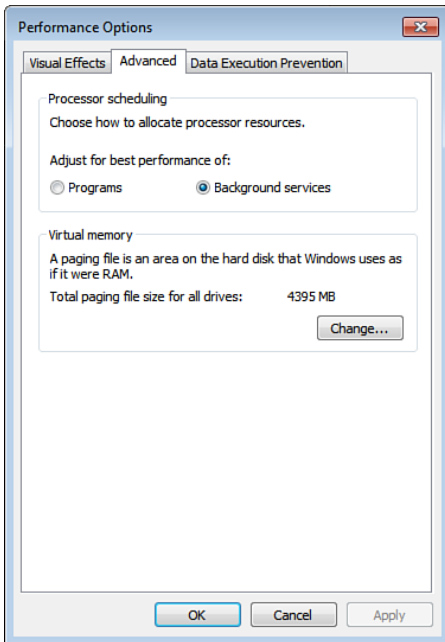 Performance Options
Visual Effects Advanced Data Execution Prevention
Processor scheduling
Choose how to allocate processor resources.
Adjust for best performance of:
Programs Background services
Virtual memory
A paging file is an area on the hard disk that Windows uses as
if it were RAM.
Total paging file size for all drives: 4395 MB
Change...
OK Cancel Apply